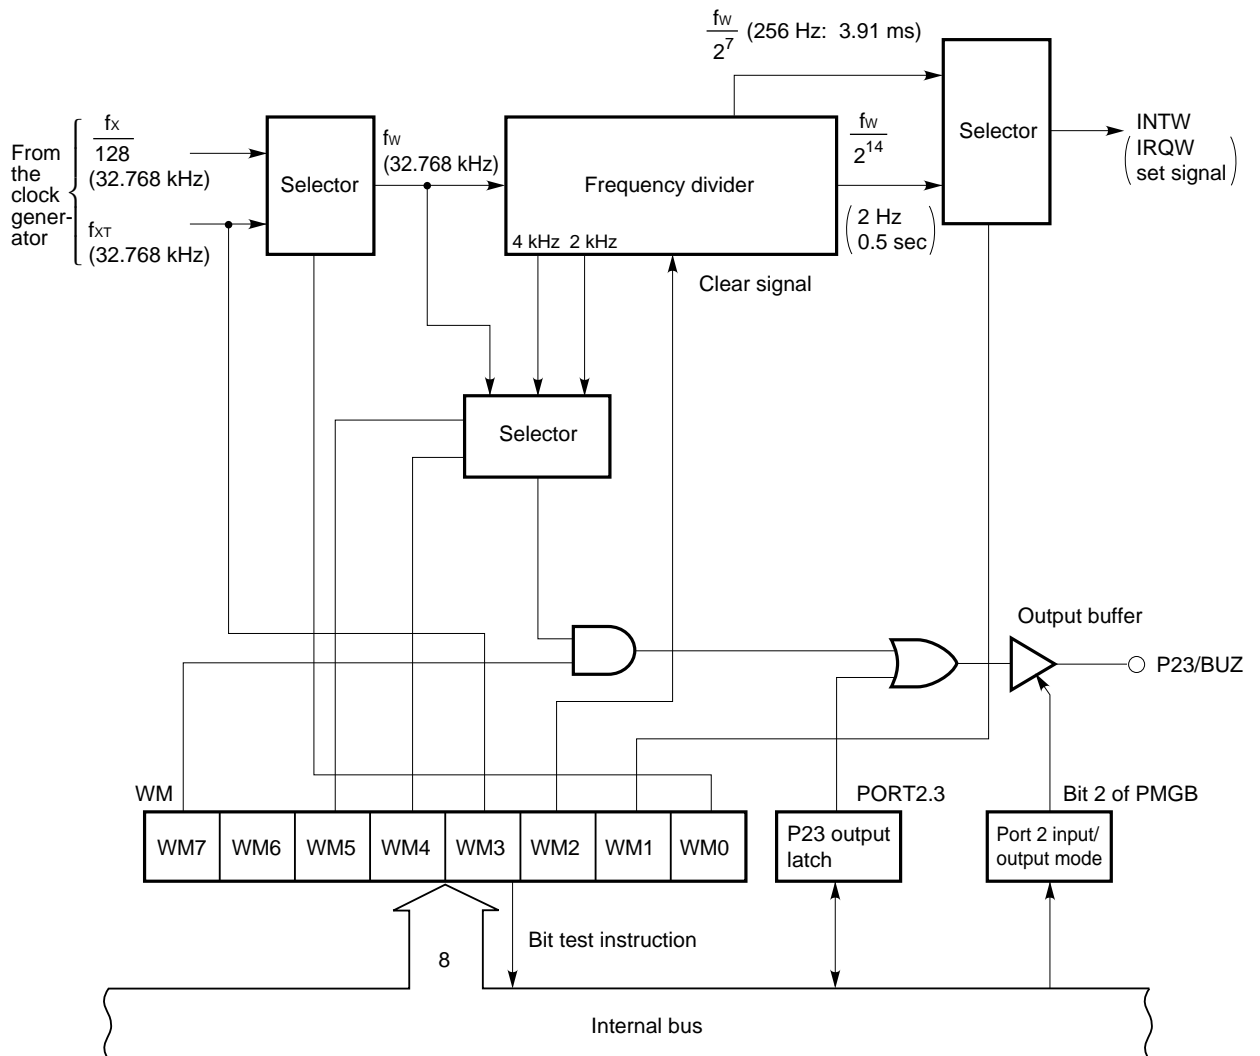 fW
2^7
(256 Hz: 3.91 ms)
From
the
clock
gener-
ator
fX
128
(32.768 kHz)
fXT
(32.768 kHz)
Selector
fW
(32.768 kHz)
Frequency divider
4 kHz
2 kHz
fW
2^14
(2 Hz
0.5 sec)
Selector
INTW
(IRQW
set signal)
Clear signal
Selector
Output buffer
P23/BUZ
WM
PORT2.3
Bit 2 of PMGB
WM7
WM6
WM5
WM4
WM3
WM2
WM1
WM0
P23 output
latch
Port 2 input/
output mode
Bit test instruction
8
Internal bus